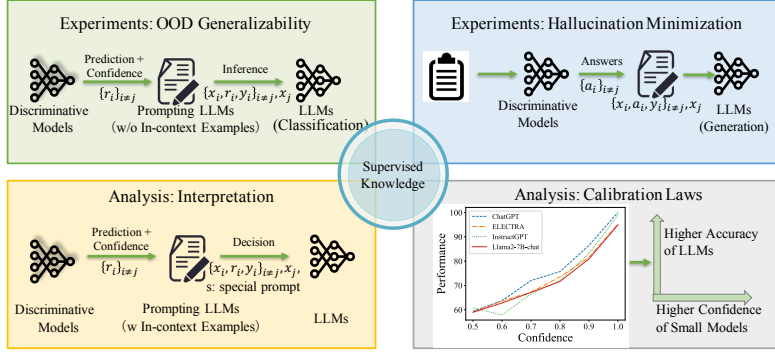 Experiments: OOD Generalizability
Prediction +
Confidence
{r_i}_{i≠j}
Inference
{x_i, r_i, y_i}_{i≠j}, x_j
Discriminative
Models
Prompting LLMs
(w/o In-context Examples)
LLMs
(Classification)
Experiments: Hallucination Minimization
Answers
{a_i}_{i≠j}
{x_i, a_i, y_i}_{i≠j}, x_j
Discriminative
Models
LLMs
(Generation)
Supervised
Knowledge
Analysis: Interpretation
Prediction +
Confidence
{r_i}_{i≠j}
Decision
{x_i, r_i, y_i}_{i≠j}, x_j,
s: special prompt
Discriminative
Models
Prompting LLMs
(w In-context Examples)
LLMs
Analysis: Calibration Laws
ChatGPT
ELECTRA
InstructGPT
Llama2-7B-chat
Performance
100
90
80
70
60
0.5 0.6 0.7 0.8 0.9 1.0
Confidence
Higher Accuracy
of LLMs
Higher Confidence
of Small Models